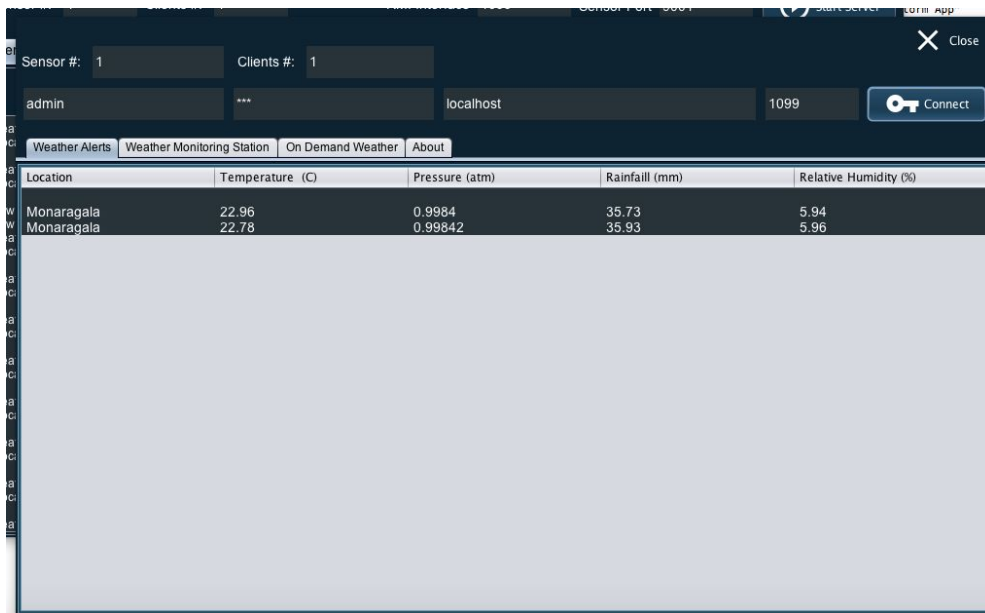 Close
Sensor #: 1 Clients #: 1
admin *** localhost 1099 Connect
Weather Alerts Weather Monitoring Station On Demand Weather About
Location Temperature (C) Pressure (atm) Rainfaill (mm) Relative Humidity (%)
Monaragala 22.96 0.9984 35.73 5.94
Monaragala 22.78 0.99842 35.93 5.96